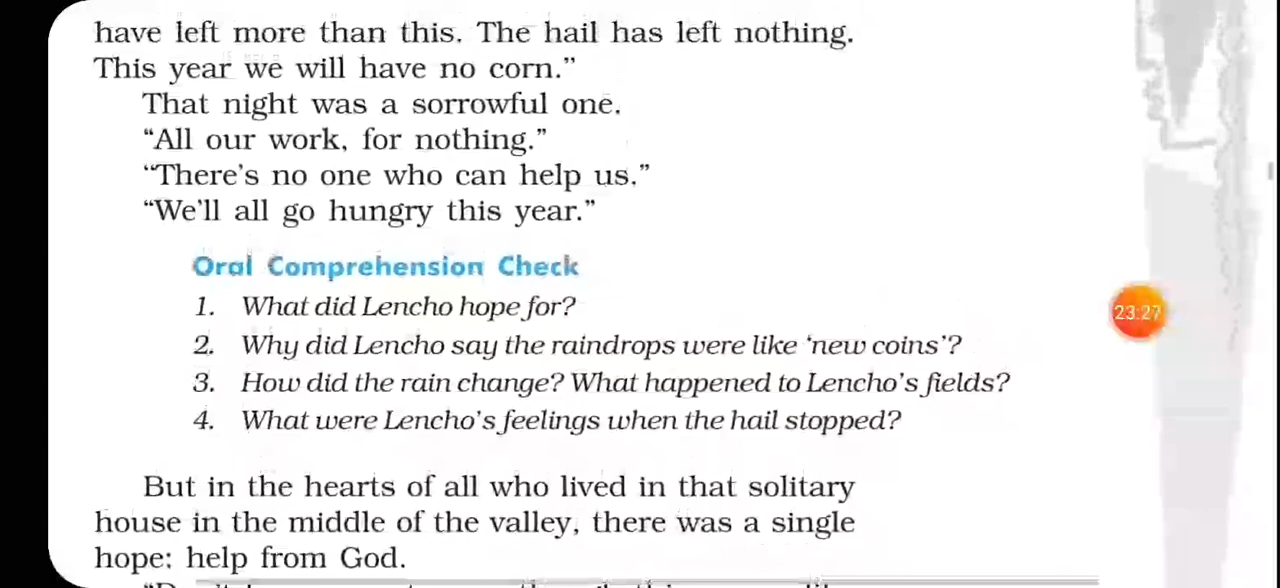 have left more than this. The hail has left nothing.
This year we will have no corn.”
That night was a sorrowful one.
“All our work, for nothing.”
“There’s no one who can help us.”
“We’ll all go hungry this year.”
Oral Comprehension Check
1. What did Lencho hope for?
2. Why did Lencho say the raindrops were like ‘new coins’?
3. How did the rain change? What happened to Lencho’s fields?
4. What were Lencho’s feelings when the hail stopped?
23:27
But in the hearts of all who lived in that solitary
house in the middle of the valley, there was a single
hope: help from God.